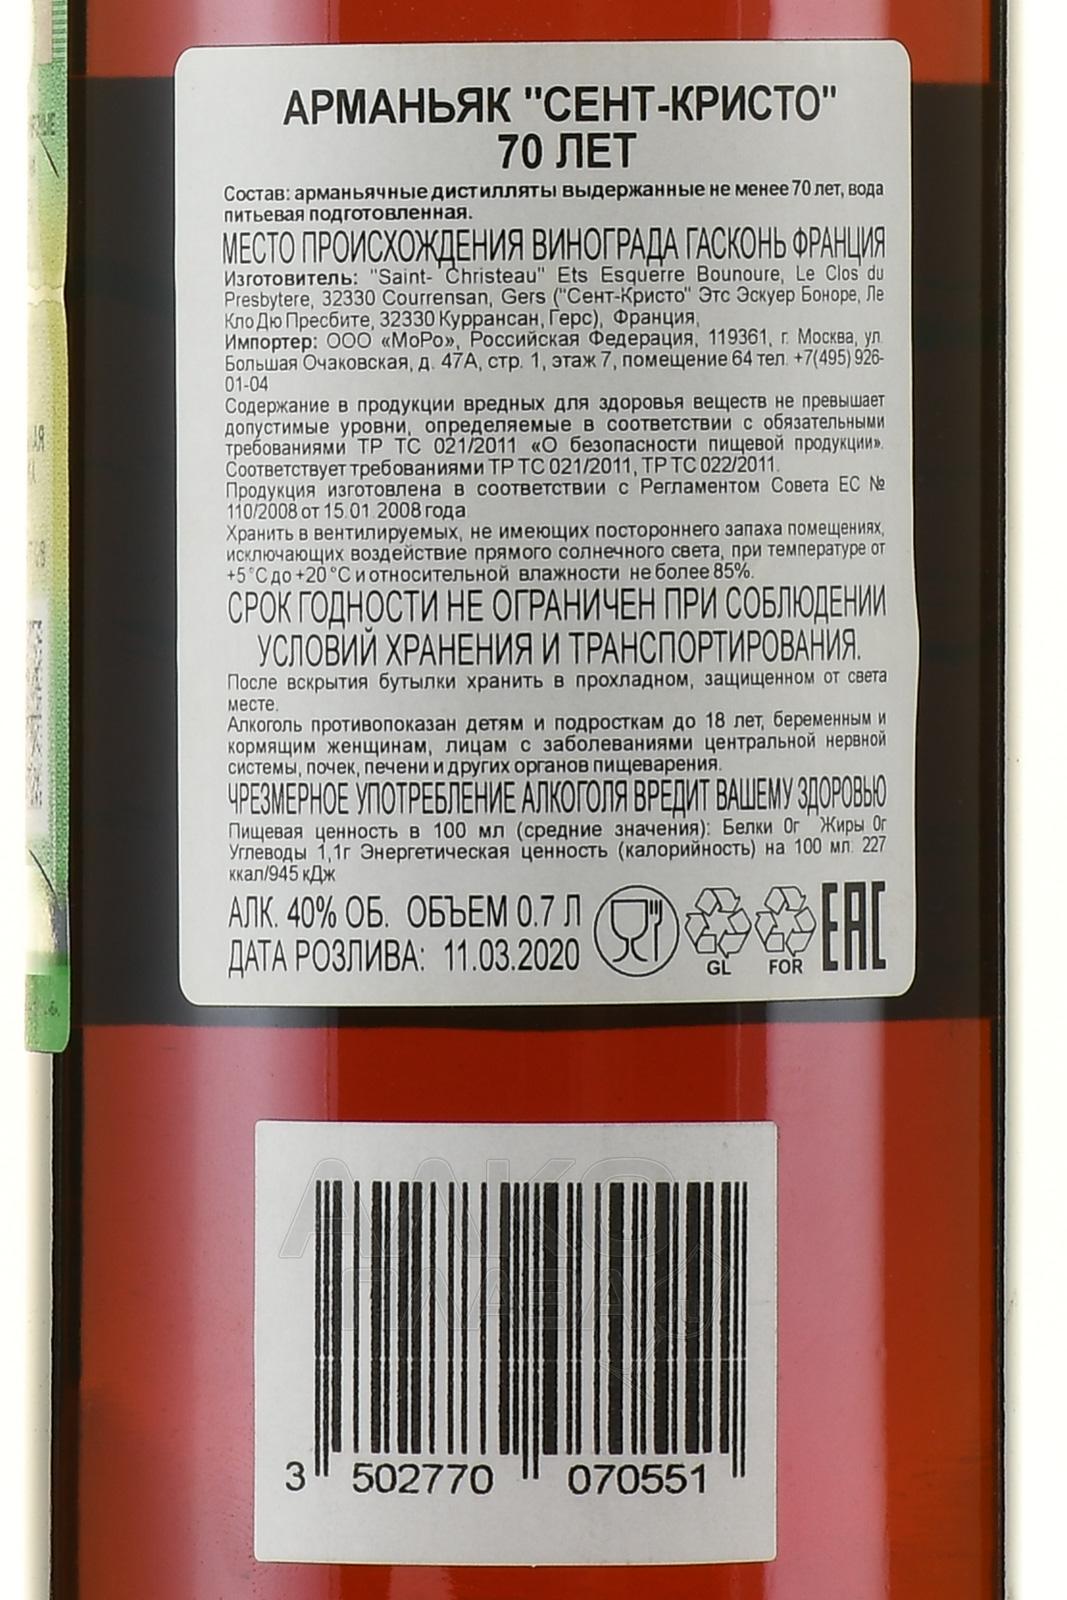 АРМАНЬЯК "СЕНТ-КРИСТО"
70 ЛЕТ
Состав: арманьячные дистилляты выдержанные не менее 70 лет, вода
питьевая подготовленная.
МЕСТО ПРОИСХОЖДЕНИЯ ВИНОГРАДА ГАСКОНЬ ФРАНЦИЯ
Изготовитель: "Saint- Christeau" Ets Esquerre Bounoure, Le Clos du
Presbytere, 32330 Courrensan, Gers ("Сент-Кристо" Этс Эскуер Боноре, Ле
Кло Дю Пресбите, 32330 Куррансан, Герс), Франция,
Импортер: ООО «МоРо», Российская Федерация, 119361, г. Москва, ул.
Большая Очаковская, д. 47А, стр. 1, этаж 7, помещение 64 тел. +7(495) 926-
01-04
Содержание в продукции вредных для здоровья веществ не превышает
допустимые уровни, определяемые в соответствии с обязательными
требованиями ТР ТС 021/2011 «О безопасности пищевой продукции».
Соответствует требованиями ТР ТС 021/2011, ТР ТС 022/2011.
Продукция изготовлена в соответствии с Регламентом Совета ЕС №
110/2008 от 15.01.2008 года
Хранить в вентилируемых, не имеющих постороннего запаха помещениях,
исключающих воздействие прямого солнечного света, при температуре от
+5 °С до +20 °С и относительной влажности не более 85%.
СРОК ГОДНОСТИ НЕ ОГРАНИЧЕН ПРИ СОБЛЮДЕНИИ
УСЛОВИЙ ХРАНЕНИЯ И ТРАНСПОРТИРОВАНИЯ.
После вскрытия бутылки хранить в прохладном, защищенном от света
месте.
Алкоголь противопоказан детям и подросткам до 18 лет, беременным и
кормящим женщинам, лицам с заболеваниями центральной нервной
системы, почек, печени и других органов пищеварения.
ЧРЕЗМЕРНОЕ УПОТРЕБЛЕНИЕ АЛКОГОЛЯ ВРЕДИТ ВАШЕМУ ЗДОРОВЬЮ
Пищевая ценность в 100 мл (средние значения): Белки 0г Жиры 0г
Углеводы 1,1г Энергетическая ценность (калорийность) на 100 мл. 227
ккал/945 кДж
АЛК. 40% ОБ. ОБЪЕМ 0.7 Л
ДАТА РОЗЛИВА: 11.03.2020
GL FOR EAC
АЛКО
ГЛАВА
3 502770 070551